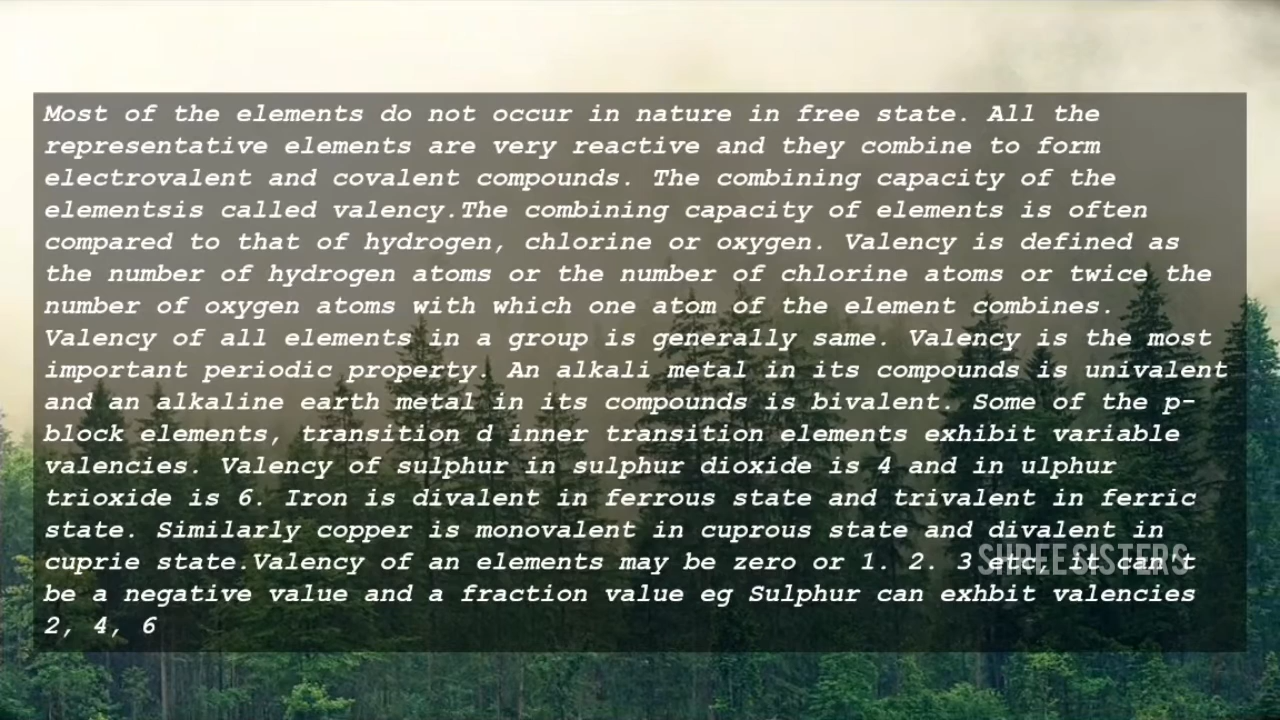 Most of the elements do not occur in nature in free state. All the
representative elements are very reactive and they combine to form
electrovalent and covalent compounds. The combining capacity of the
elementsis called valency.The combining capacity of elements is often
compared to that of hydrogen, chlorine or oxygen. Valency is defined as
the number of hydrogen atoms or the number of chlorine atoms or twice the
number of oxygen atoms with which one atom of the element combines.
Valency of all elements in a group is generally same. Valency is the most
important periodic property. An alkali metal in its compounds is univalent
and an alkaline earth metal in its compounds is bivalent. Some of the p-
block elements, transition d inner transition elements exhibit variable
valencies. Valency of sulphur in sulphur dioxide is 4 and in ulphur
trioxide is 6. Iron is divalent in ferrous state and trivalent in ferric
state. Similarly copper is monovalent in cuprous state and divalent in
cuprie state.Valency of an elements may be zero or 1. 2. 3 etc, it can't
SHREE SISTERS
be a negative value and a fraction value eg Sulphur can exhbit valencies
2, 4, 6